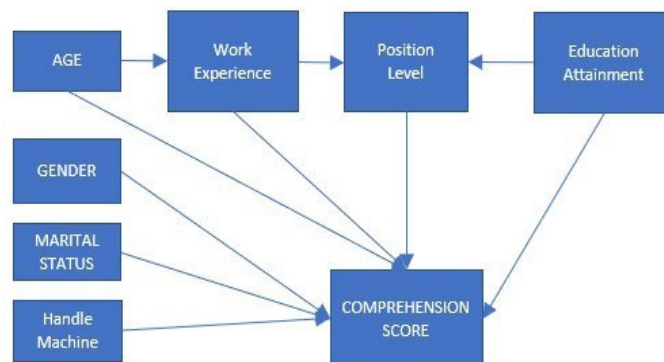 AGE
Work
Experience
Position
Level
Education
Attainment
GENDER
MARITAL
STATUS
Handle
Machine
COMPREHENSION
SCORE